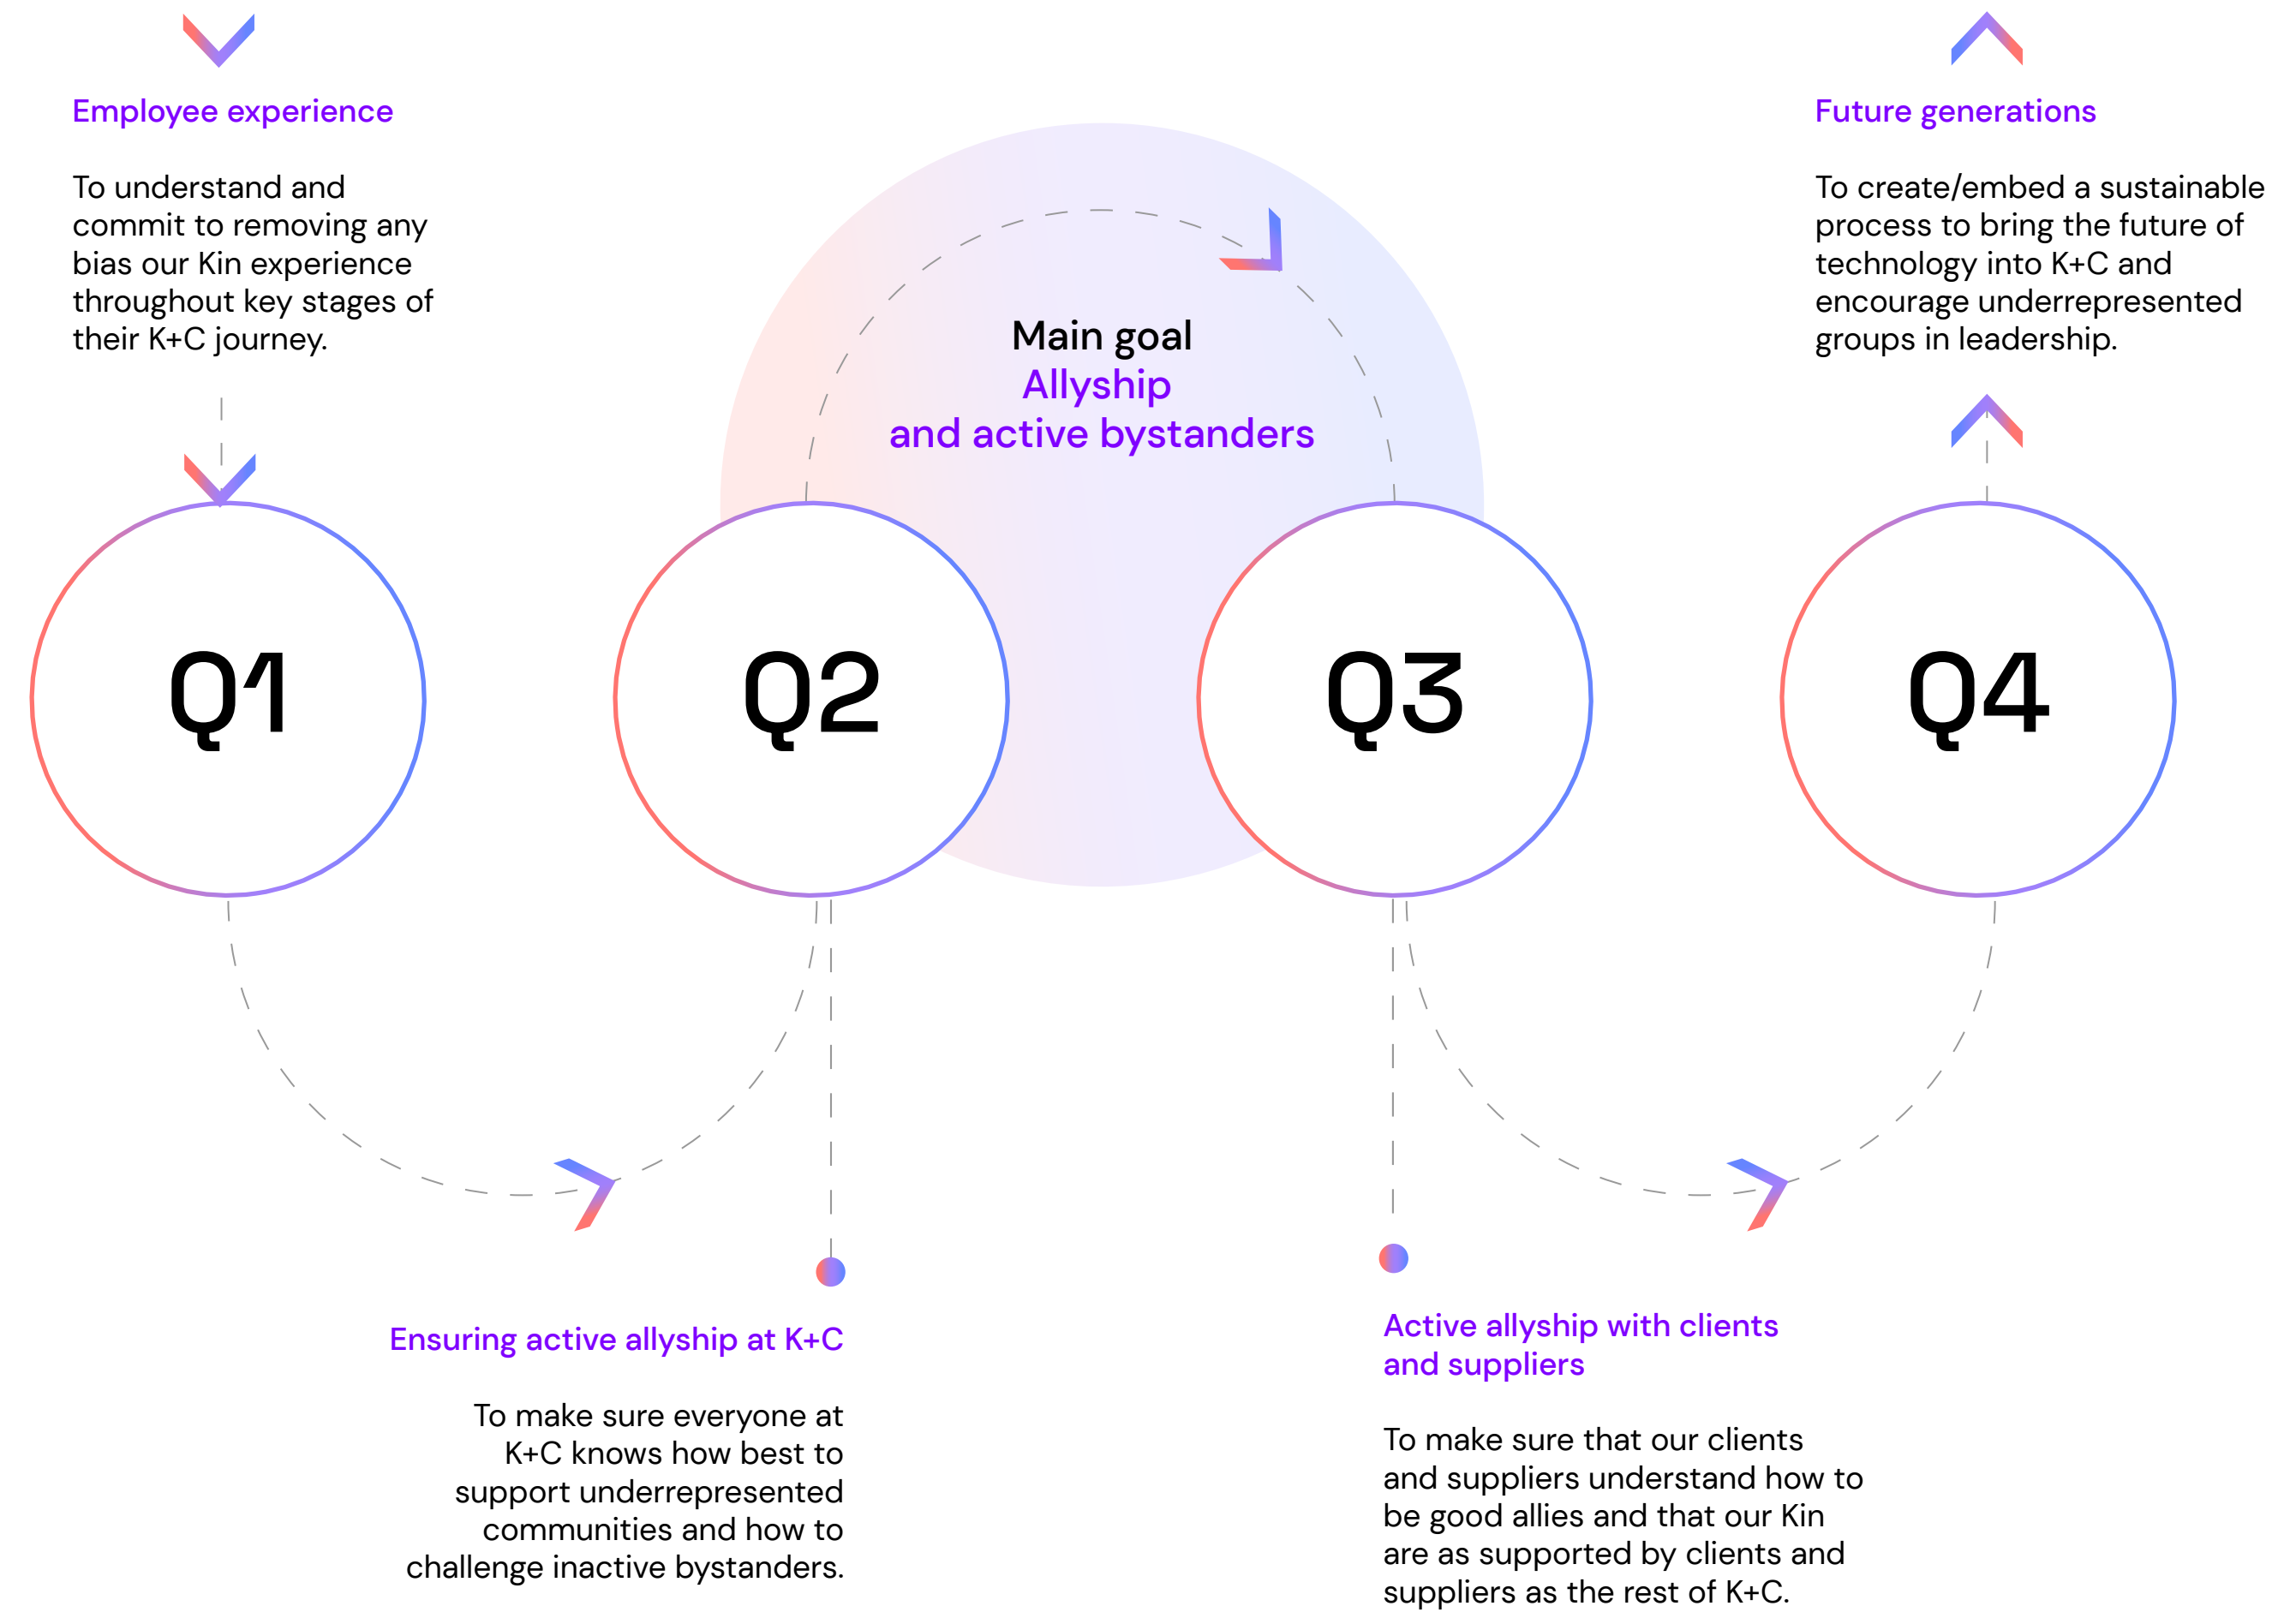 Employee experience
To understand and
commit to removing any
bias our Kin experience
throughout key stages of
their K+C journey.
Future generations
To create/embed a sustainable
process to bring the future of
technology into K+C and
encourage underrepresented
groups in leadership.
Main goal
Allyship
and active bystanders
Q1
Q2
Q3
Q4
Ensuring active allyship at K+C
To make sure everyone at
K+C knows how best to
support underrepresented
communities and how to
challenge inactive bystanders.
Active allyship with clients
and suppliers
To make sure that our clients
and suppliers understand how to
be good allies and that our Kin
are as supported by clients and
suppliers as the rest of K+C.